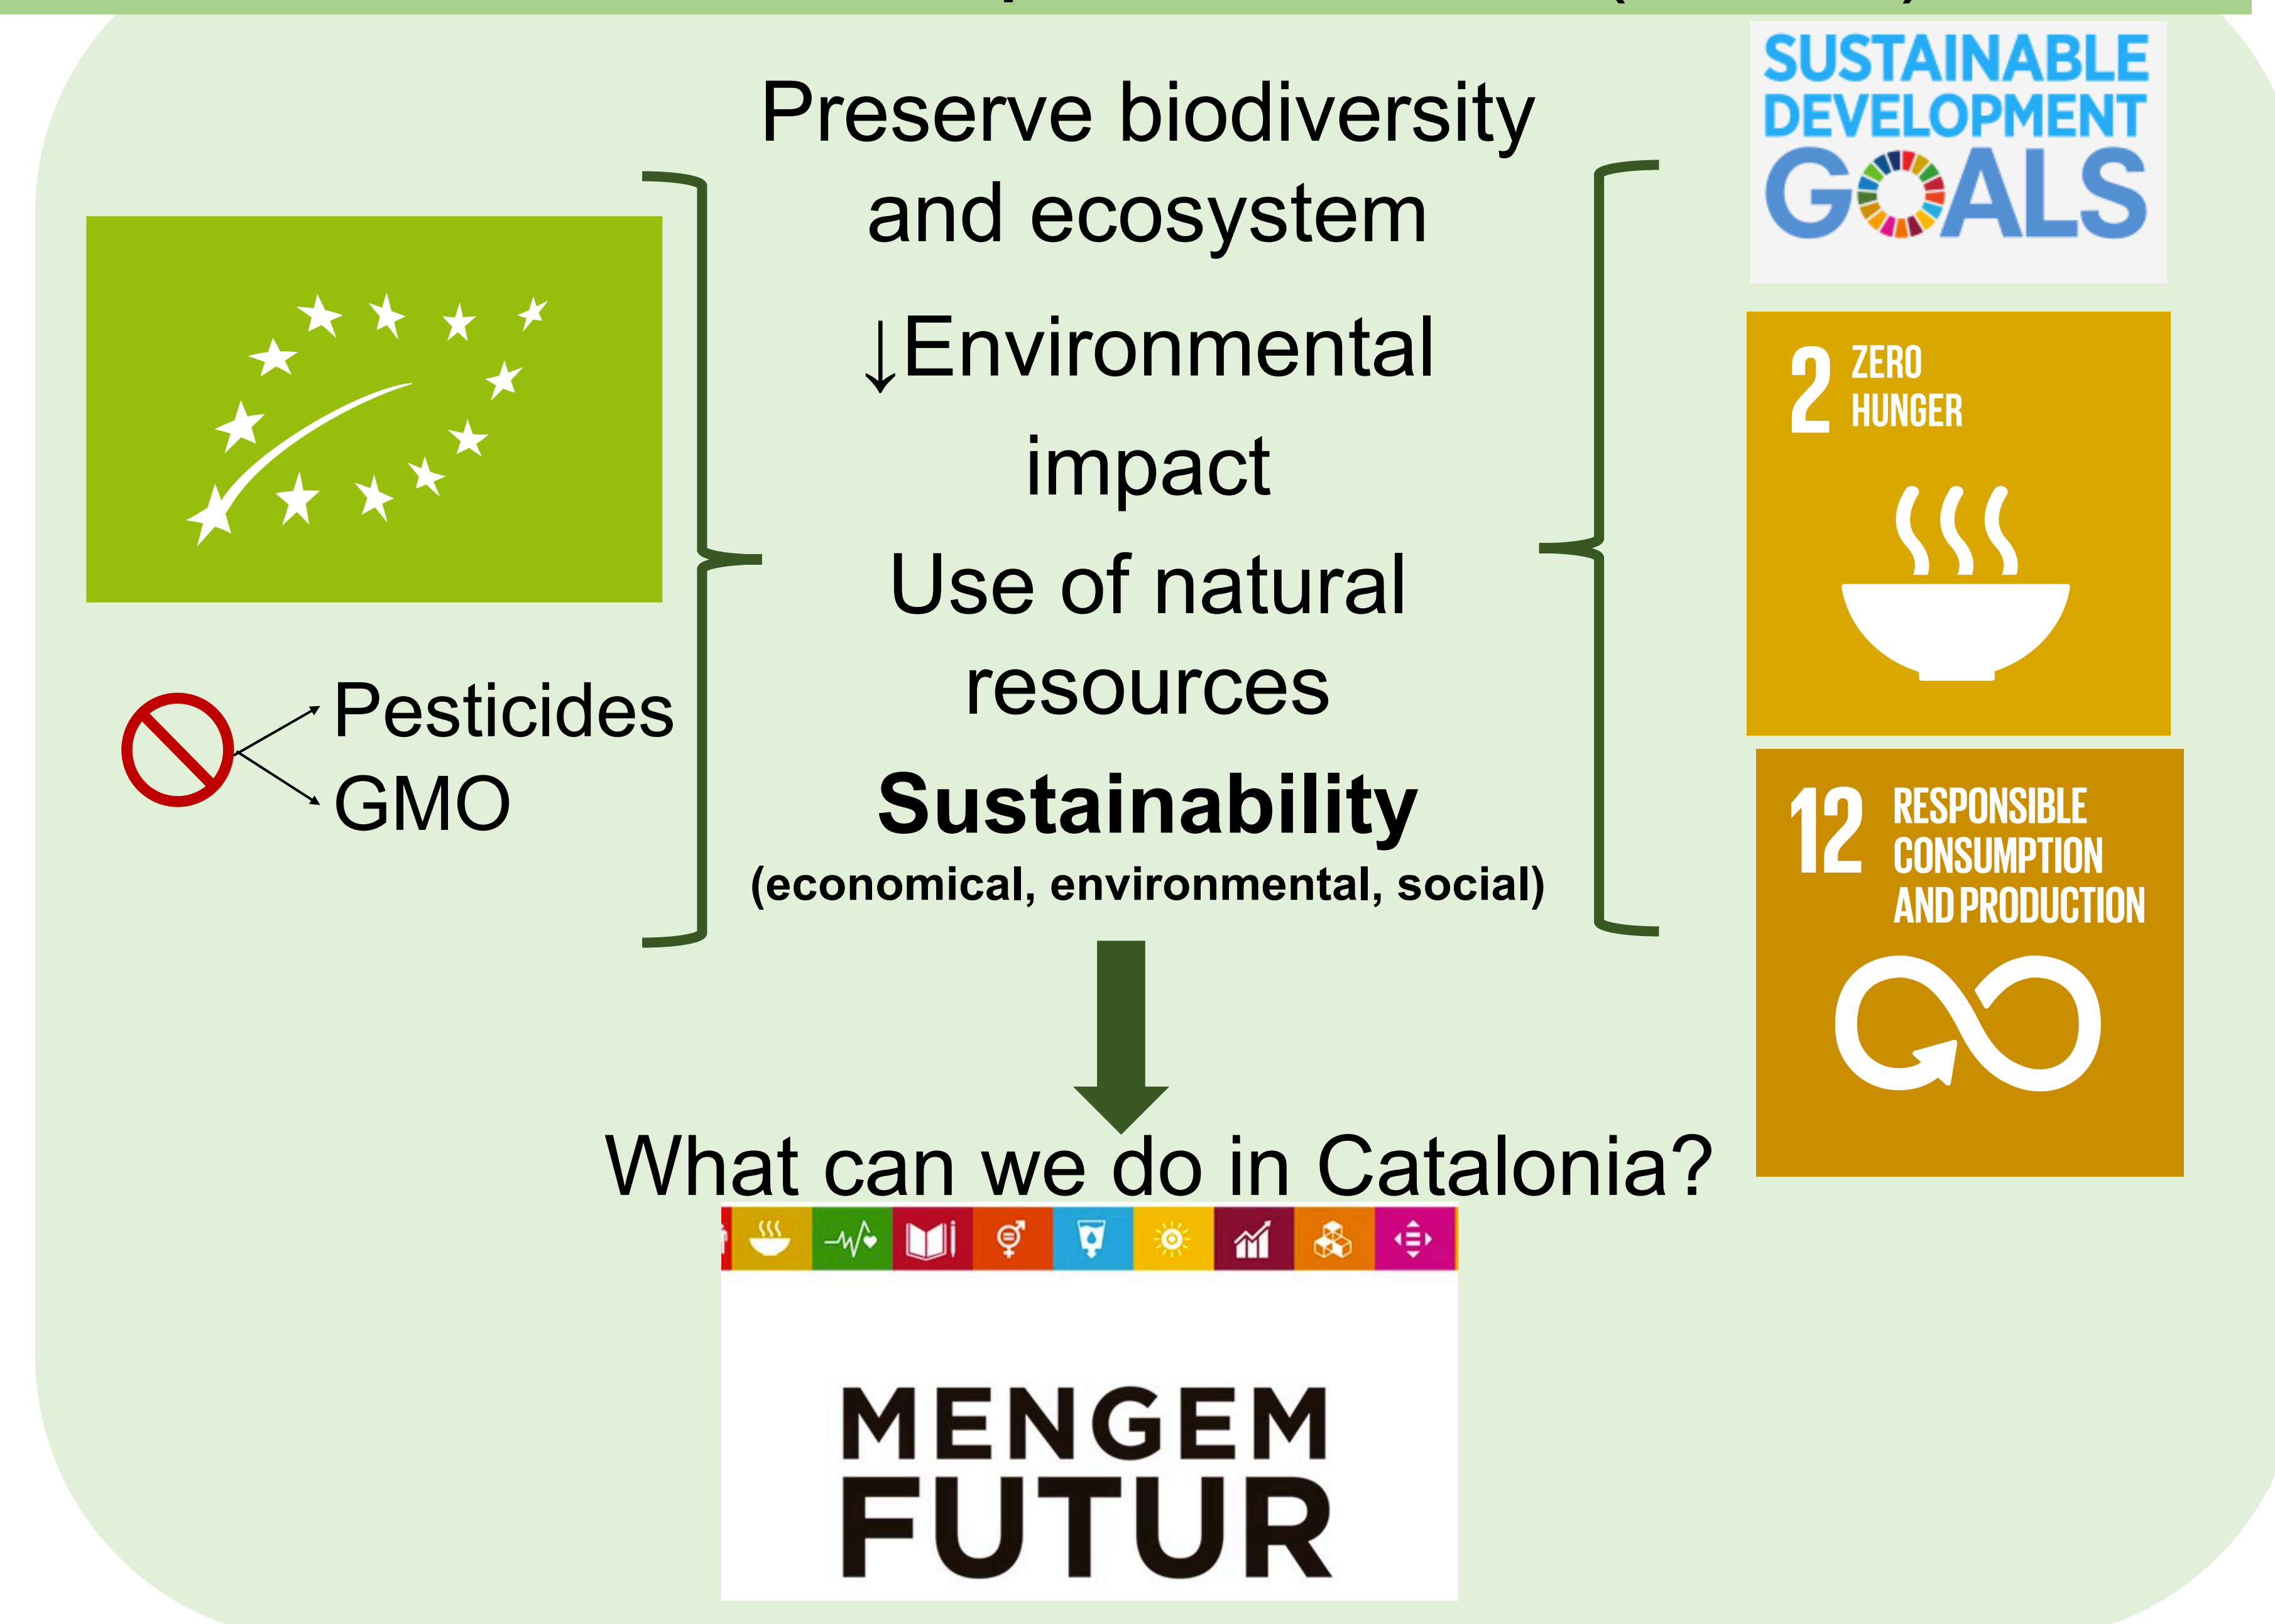 Preserve biodiversity
and ecosystem
↓Environmental
impact
Use of natural
resources
Sustainability
(economical, environmental, social)
Pesticides
GMO
SUSTAINABLE
DEVELOPMENT
GOALS
2 ZERO
HUNGER
12 RESPONSIBLE
CONSUMPTION
AND PRODUCTION
What can we do in Catalonia?
MENGEM
FUTUR